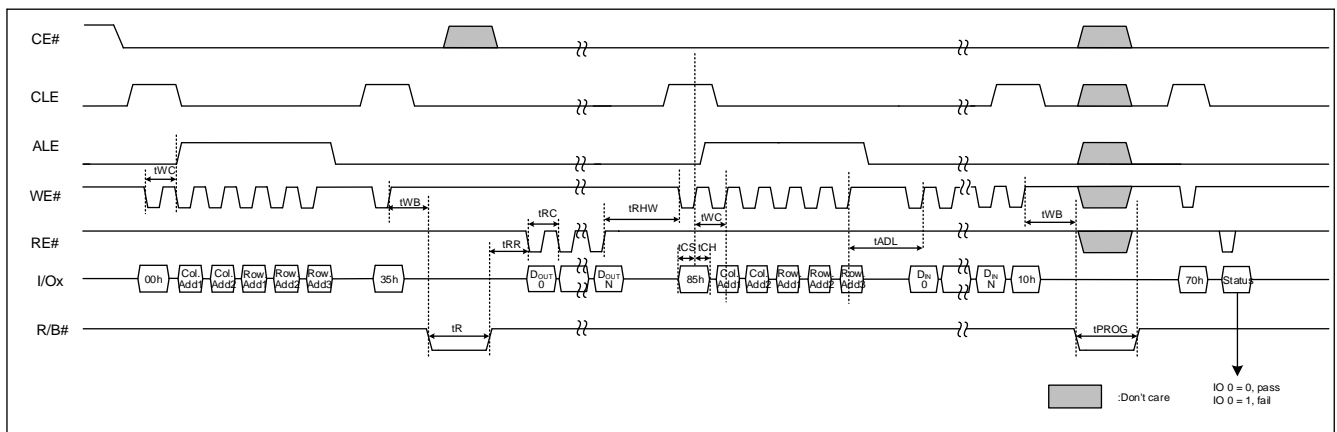 CE#
CLE
ALE
tWC
WE#
tWB
tRC
tRHW
tWC
tWB
RE#
tRR
tCS tCH
tADL
I/Ox
00h
Col. Add1
Col. Add2
Row. Add1
Row. Add2
Row. Add3
35h
DOUT 0
DOUT N
85h
Col. Add1
Col. Add2
Row. Add1
Row. Add2
Row. Add3
DIN 0
DIN N
10h
70h
Status
R/B#
tR
tPROG
:Don't care
IO 0 = 0, pass
IO 0 = 1, fail